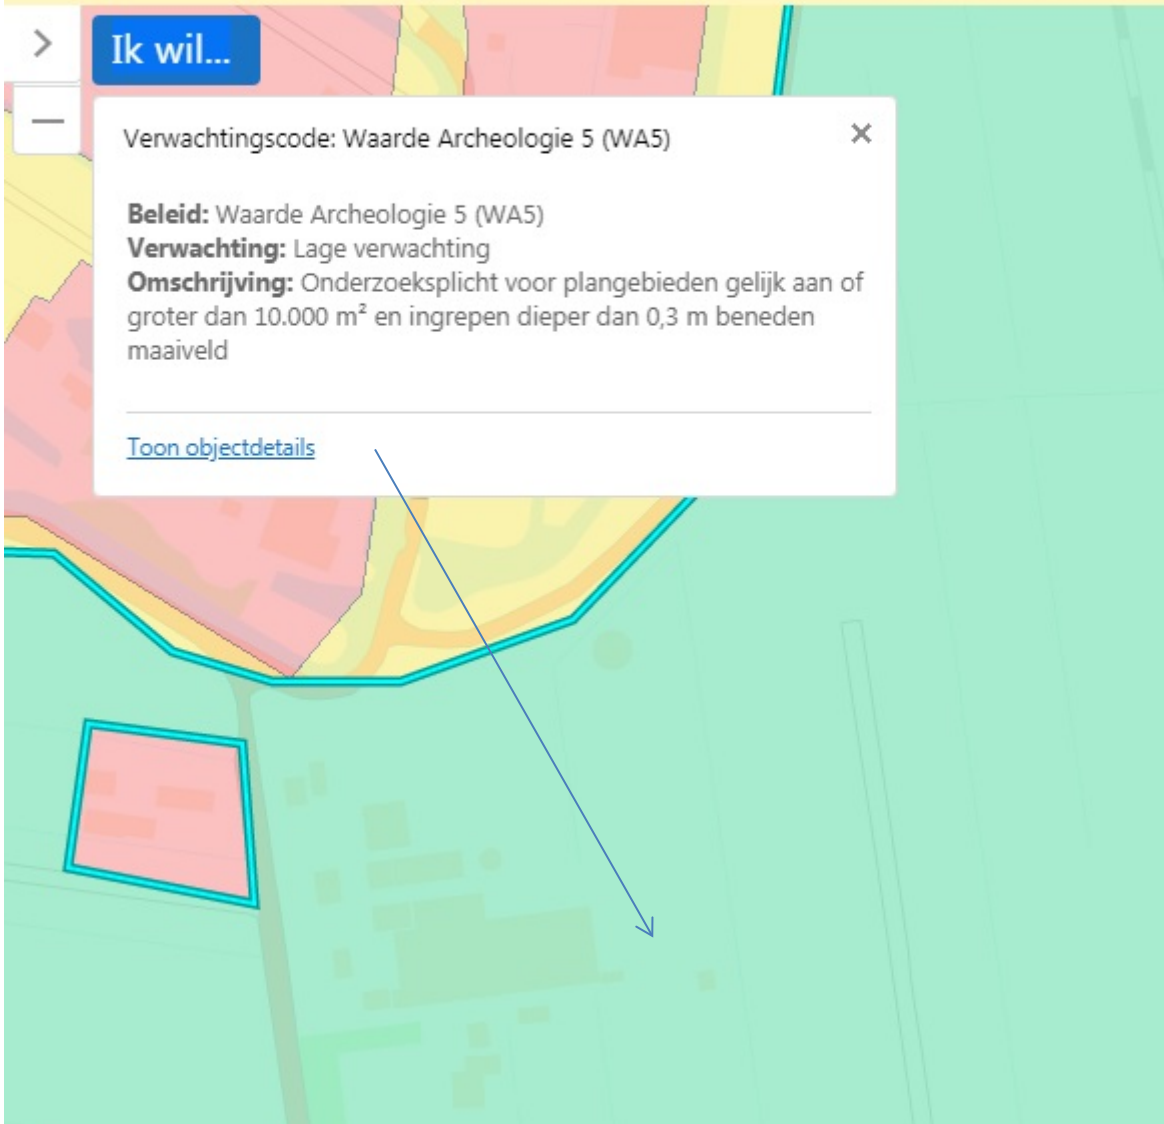 Ik wil...
Verwachtingscode: Waarde Archeologie 5 (WA5)
Beleid: Waarde Archeologie 5 (WA5)
Verwachting: Lage verwachting
Omschrijving: Onderzoeksplicht voor plangebieden gelijk aan of
groter dan 10.000 m² en ingrepen dieper dan 0,3 m beneden
maaiveld
Toon objectdetails